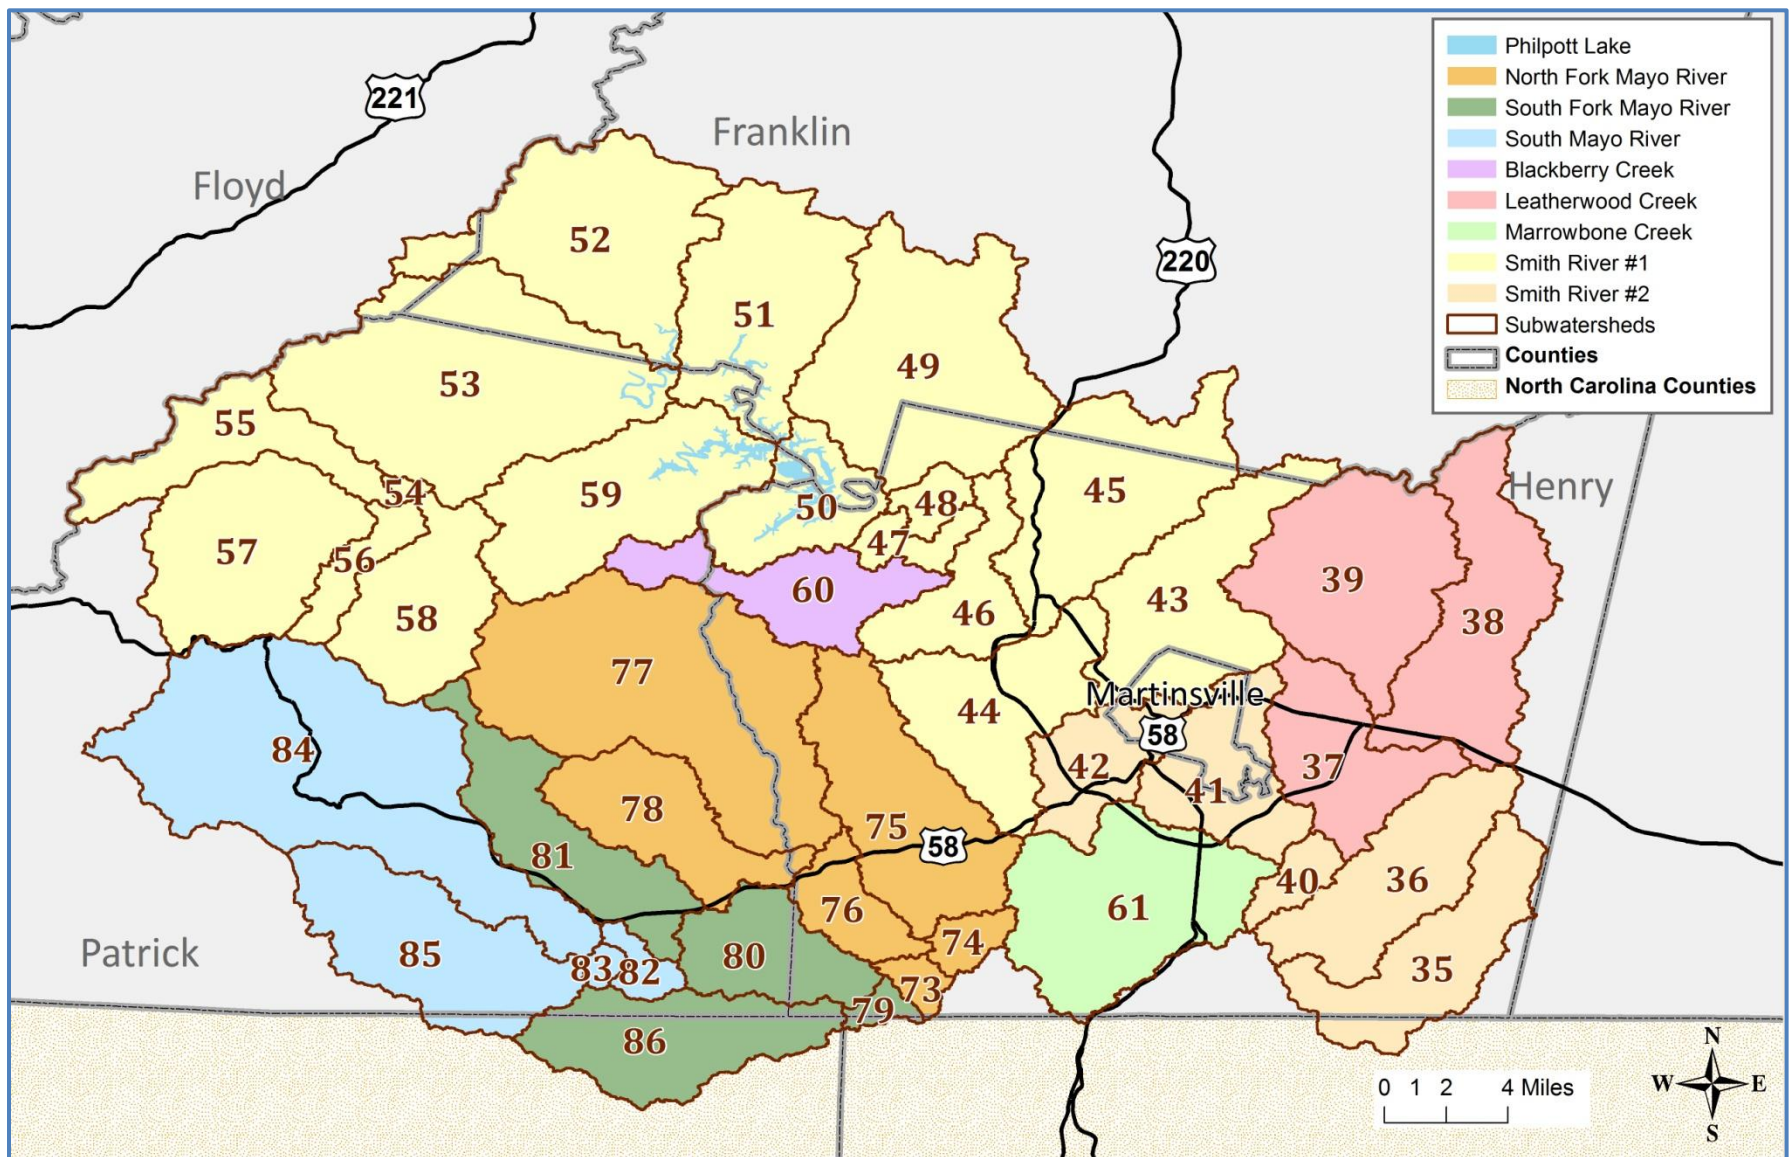 Philpott Lake
North Fork Mayo River
South Fork Mayo River
South Mayo River
Blackberry Creek
Leatherwood Creek
Marrowbone Creek
Smith River #1
Smith River #2
Subwatersheds
Counties
North Carolina Counties
221
Franklin
Floyd
52
220
51
49
53
55
54
59
50
48
45
Henry
47
57
56
60
39
43
58
46
38
77
Martinsville
44
84
58
42
37
41
78
75
58
81
40
36
76
61
74
Patrick
85
80
83
82
35
73
79
86
N
W
E
S
0 1 2 4 Miles